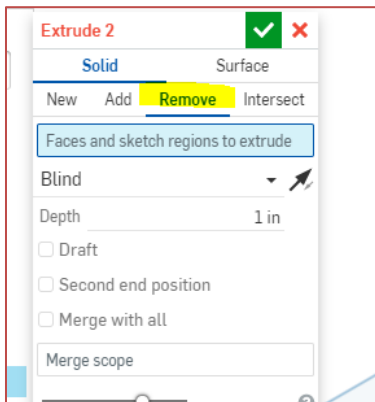 Extrude 2
Solid Surface
New Add Remove Intersect
Faces and sketch regions to extrude
Blind
Depth 1 in
Draft
Second end position
Merge with all
Merge scope
?